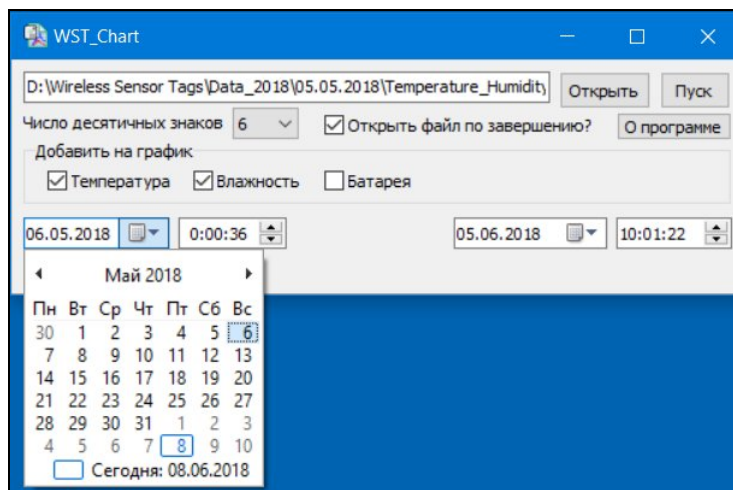 WST_Chart
D:\Wireless Sensor Tags\Data_2018\05.05.2018\Temperature_Humidity Открыть Пуск
Число десятичных знаков 6 Открыть файл по завершению? О программе
Добавить на график
Температура Влажность Батарея
06.05.2018 0:00:36 05.06.2018 10:01:22
Май 2018
Пн Вт Ср Чт Пт Сб Вс
30 1 2 3 4 5 6
7 8 9 10 11 12 13
14 15 16 17 18 19 20
21 22 23 24 25 26 27
28 29 30 31 1 2 3
4 5 6 7 8 9 10
Сегодня: 08.06.2018